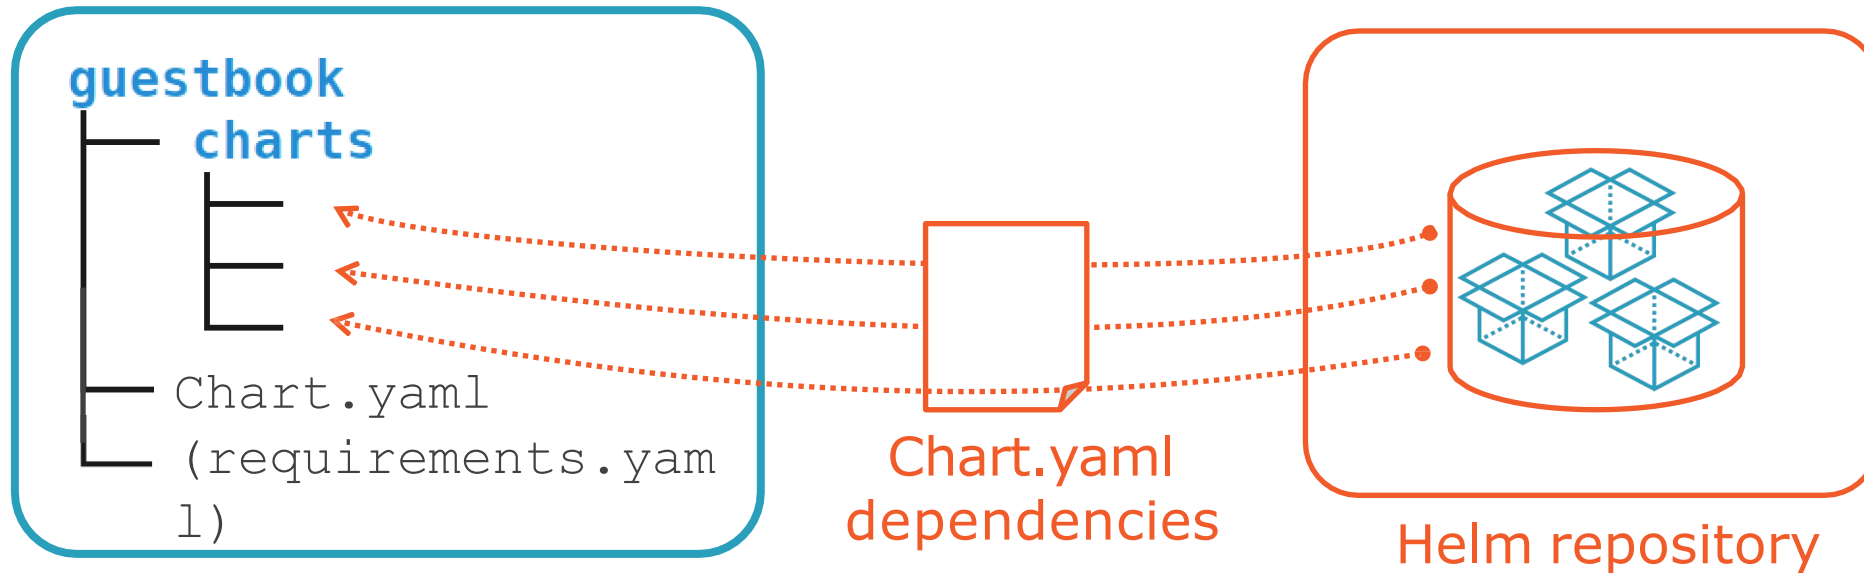 guestbook
charts
Chart.yaml
(requirements.yam
l)
Chart.yaml
dependencies
Helm repository